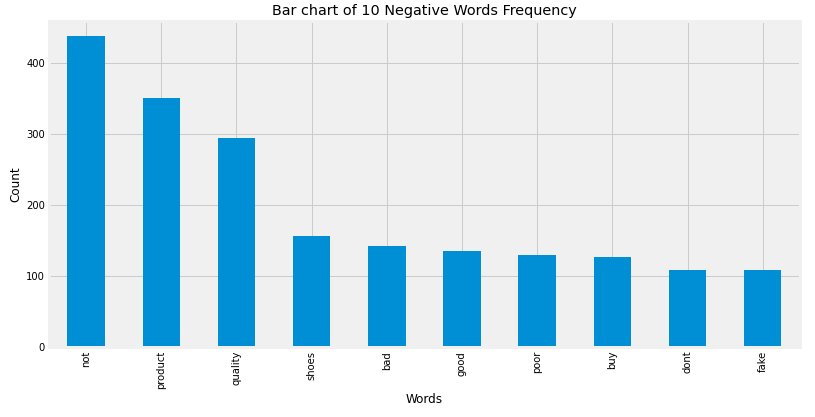 Bar chart of 10 Negative Words Frequency
Count
400
300
200
100
0
not
product
quality
shoes
bad
good
poor
buy
dont
fake
Words